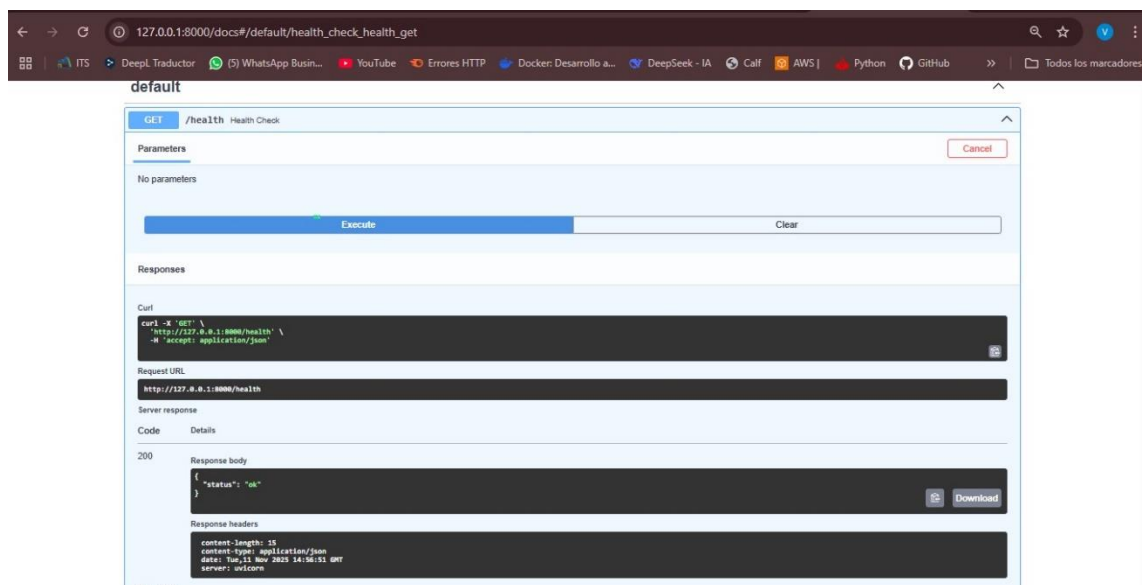 127.0.0.1:8000/docs#/default/health_check_health_get
V
ITS DeepL Traductor (5) WhatsApp Busin... YouTube Errores HTTP Docker: Desarrollo a... DeepSeek - IA Calf AWS | Python GitHub » Todos los marcadores
default
GET /health Health Check
Parameters Cancel
No parameters
Execute Clear
Responses
Curl
curl -X 'GET' \
'http://127.0.0.1:8000/health' \
-H 'accept: application/json'
Request URL
http://127.0.0.1:8000/health
Server response
Code Details
200
Response body
{
"status": "ok"
}
Download
Response headers
content-length: 15
content-type: application/json
date: Tue,11 Nov 2025 14:56:51 GMT
server: uvicorn